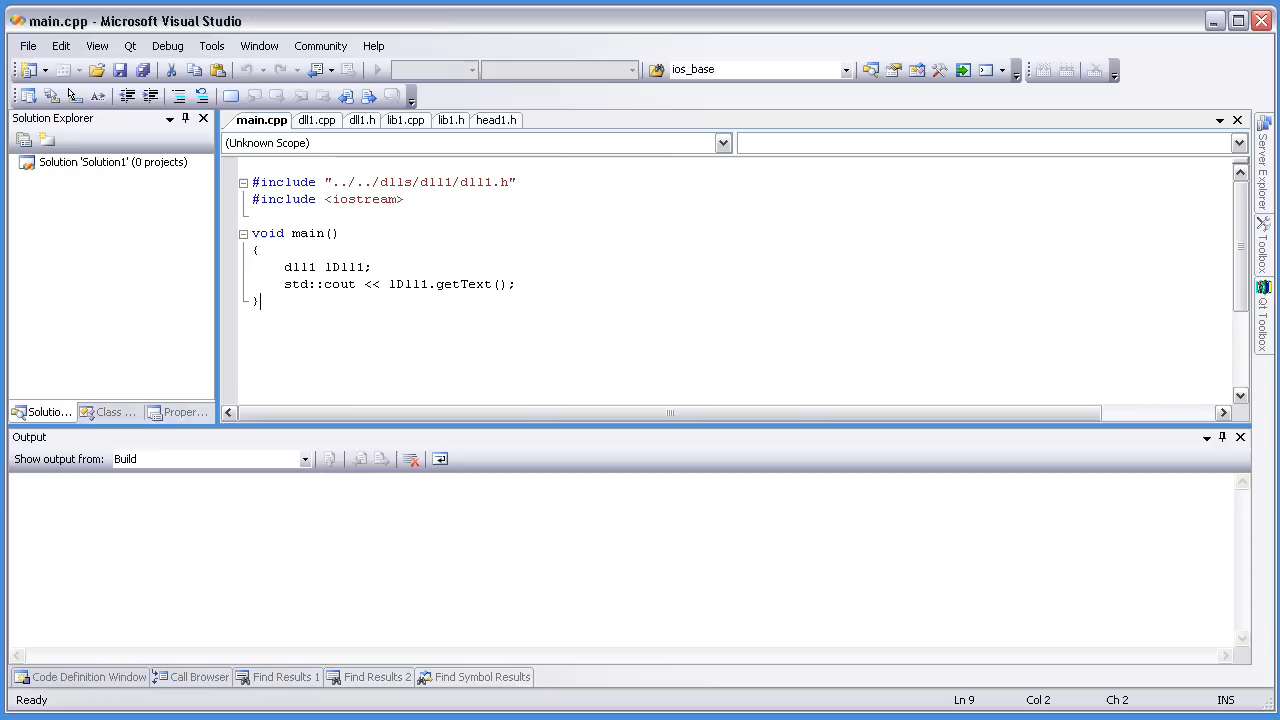 main.cpp - Microsoft Visual Studio
File Edit View Qt Debug Tools Window Community Help
ios_base
Solution Explorer
main.cpp dll1.cpp dll1.h lib1.cpp lib1.h head1.h
(Unknown Scope)
Solution 'Solution1' (0 projects)
#include "../../dlls/dll1/dll1.h"
#include <iostream>
void main()
{
dll1 lDll1;
std::cout << lDll1.getText();
}
Server Explorer
Toolbox
Qt Toolbox
Solutio... Class ... Proper...
Output
Show output from: Build
Code Definition Window Call Browser Find Results 1 Find Results 2 Find Symbol Results
Ready Ln 9 Col 2 Ch 2 INS